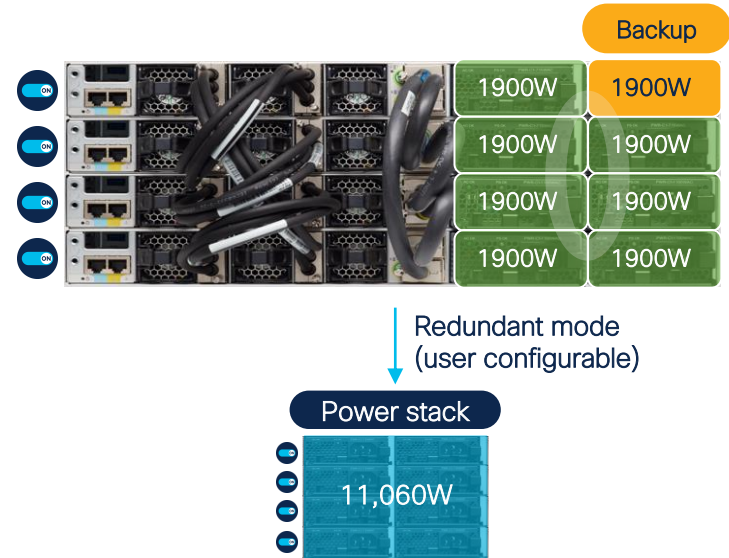 Backup
1900W 1900W
1900W 1900W
1900W 1900W
1900W 1900W
ON
ON
ON
ON
Redundant mode
(user configurable)
Power stack
11,060W